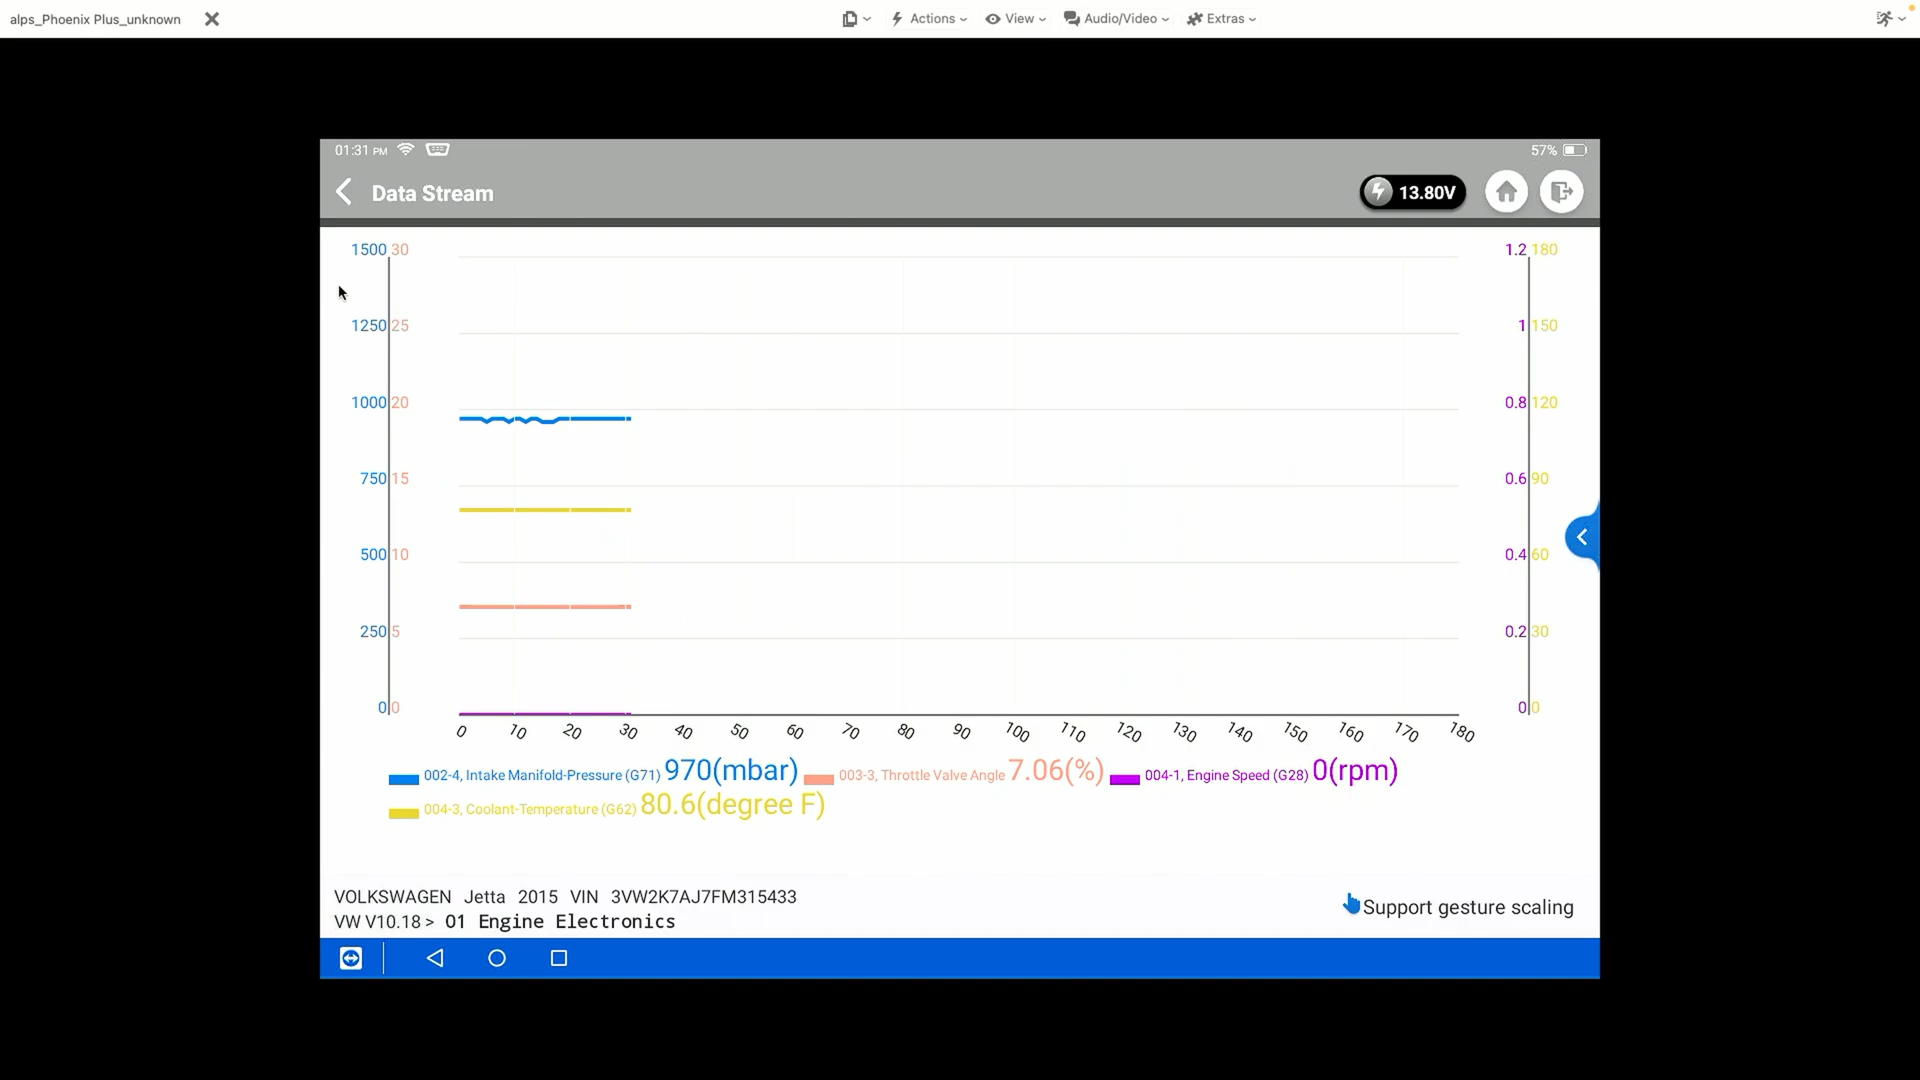 alps_Phoenix Plus_unknown
Actions View Audio/Video Extras
01:31 PM 57%
Data Stream 13.80V
1500 30 1.2 180
1250 25 1 150
1000 20 0.8 120
750 15 0.6 90
500 10 0.4 60
250 5 0.2 30
0 0 0 0
0 10 20 30 40 50 60 70 80 90 100 110 120 130 140 150 160 170 180
002-4, Intake Manifold-Pressure (G71) 970(mbar) 003-3, Throttle Valve Angle 7.06(%) 004-1, Engine Speed (G28) 0(rpm)
004-3, Coolant-Temperature (G62) 80.6(degree F)
VOLKSWAGEN Jetta 2015 VIN 3VW2K7AJ7FM315433
VW V10.18 > 01 Engine Electronics
Support gesture scaling